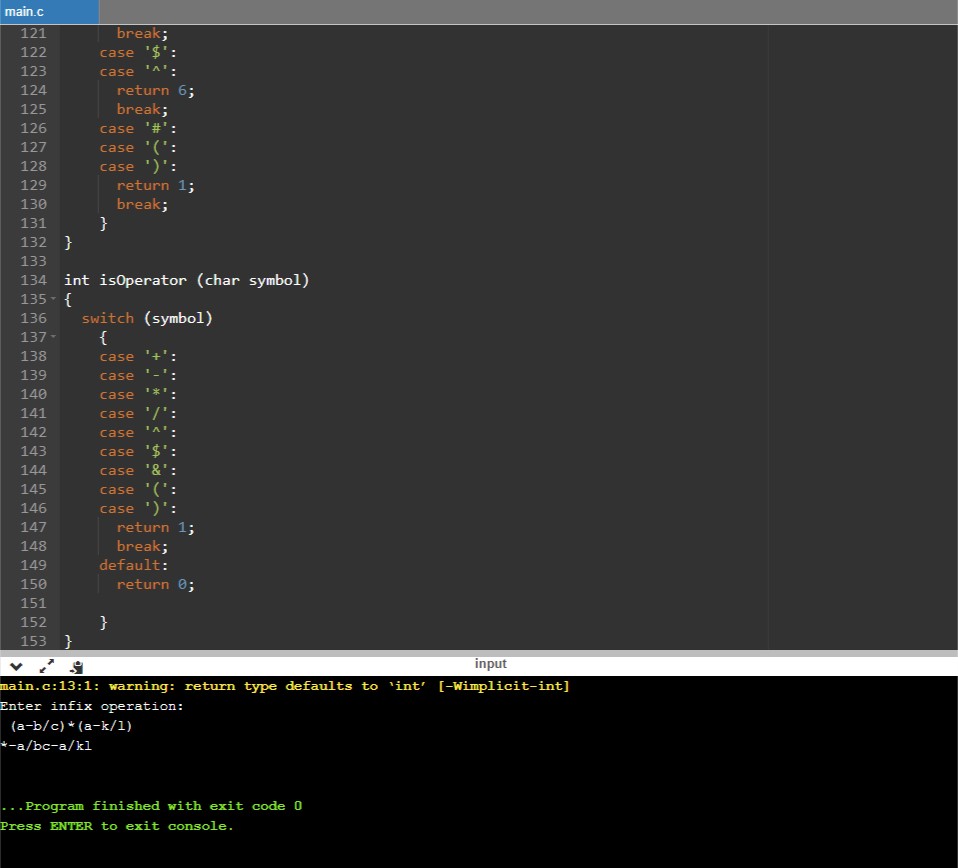 main.c
121 break;
122 case '$':
123 case '^':
124 return 6;
125 break;
126 case '#':
127 case '(':
128 case ')':
129 return 1;
130 break;
131 }
132 }
133
134 int isOperator (char symbol)
135 {
136 switch (symbol)
137 {
138 case '+':
139 case '-':
140 case '*':
141 case '/':
142 case '^':
143 case '$':
144 case '&':
145 case '(':
146 case ')':
147 return 1;
148 break;
149 default:
150 return 0;
151
152 }
153 }
input
main.c:13:1: warning: return type defaults to ‘int’ [-Wimplicit-int]
Enter infix operation:
(a-b/c)*(a-k/l)
*-a/bc-a/kl
...Program finished with exit code 0
Press ENTER to exit console.